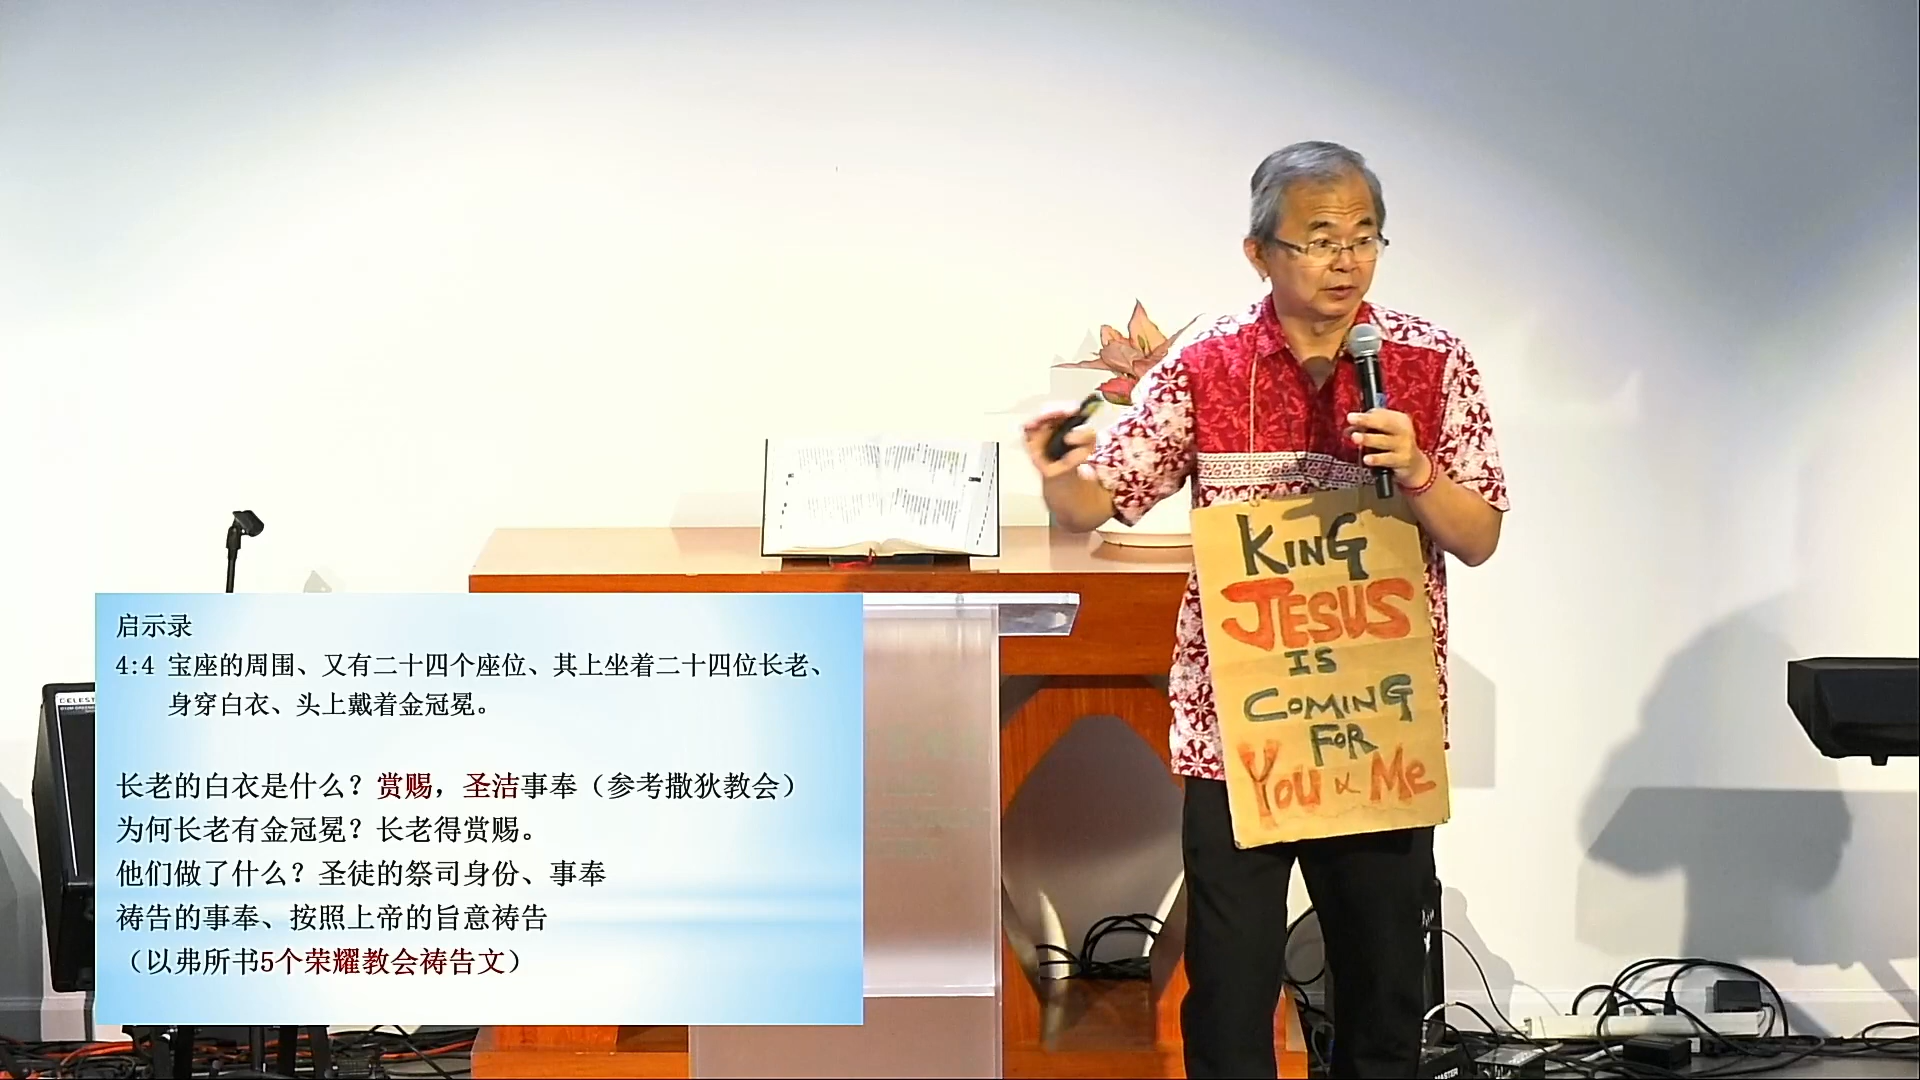 启示录
4:4 宝座的周围、又有二十四个座位、其上坐着二十四位长老、
身穿白衣、头上戴着金冠冕。
长老的白衣是什么？赏赐，圣洁事奉（参考撒狄教会）
为何长老有金冠冕？长老得赏赐。
他们做了什么？圣徒的祭司身份、事奉
祷告的事奉、按照上帝的旨意祷告
（以弗所书5个荣耀教会祷告文）
KING
JESUS
IS
COMING
FOR
YOU & ME